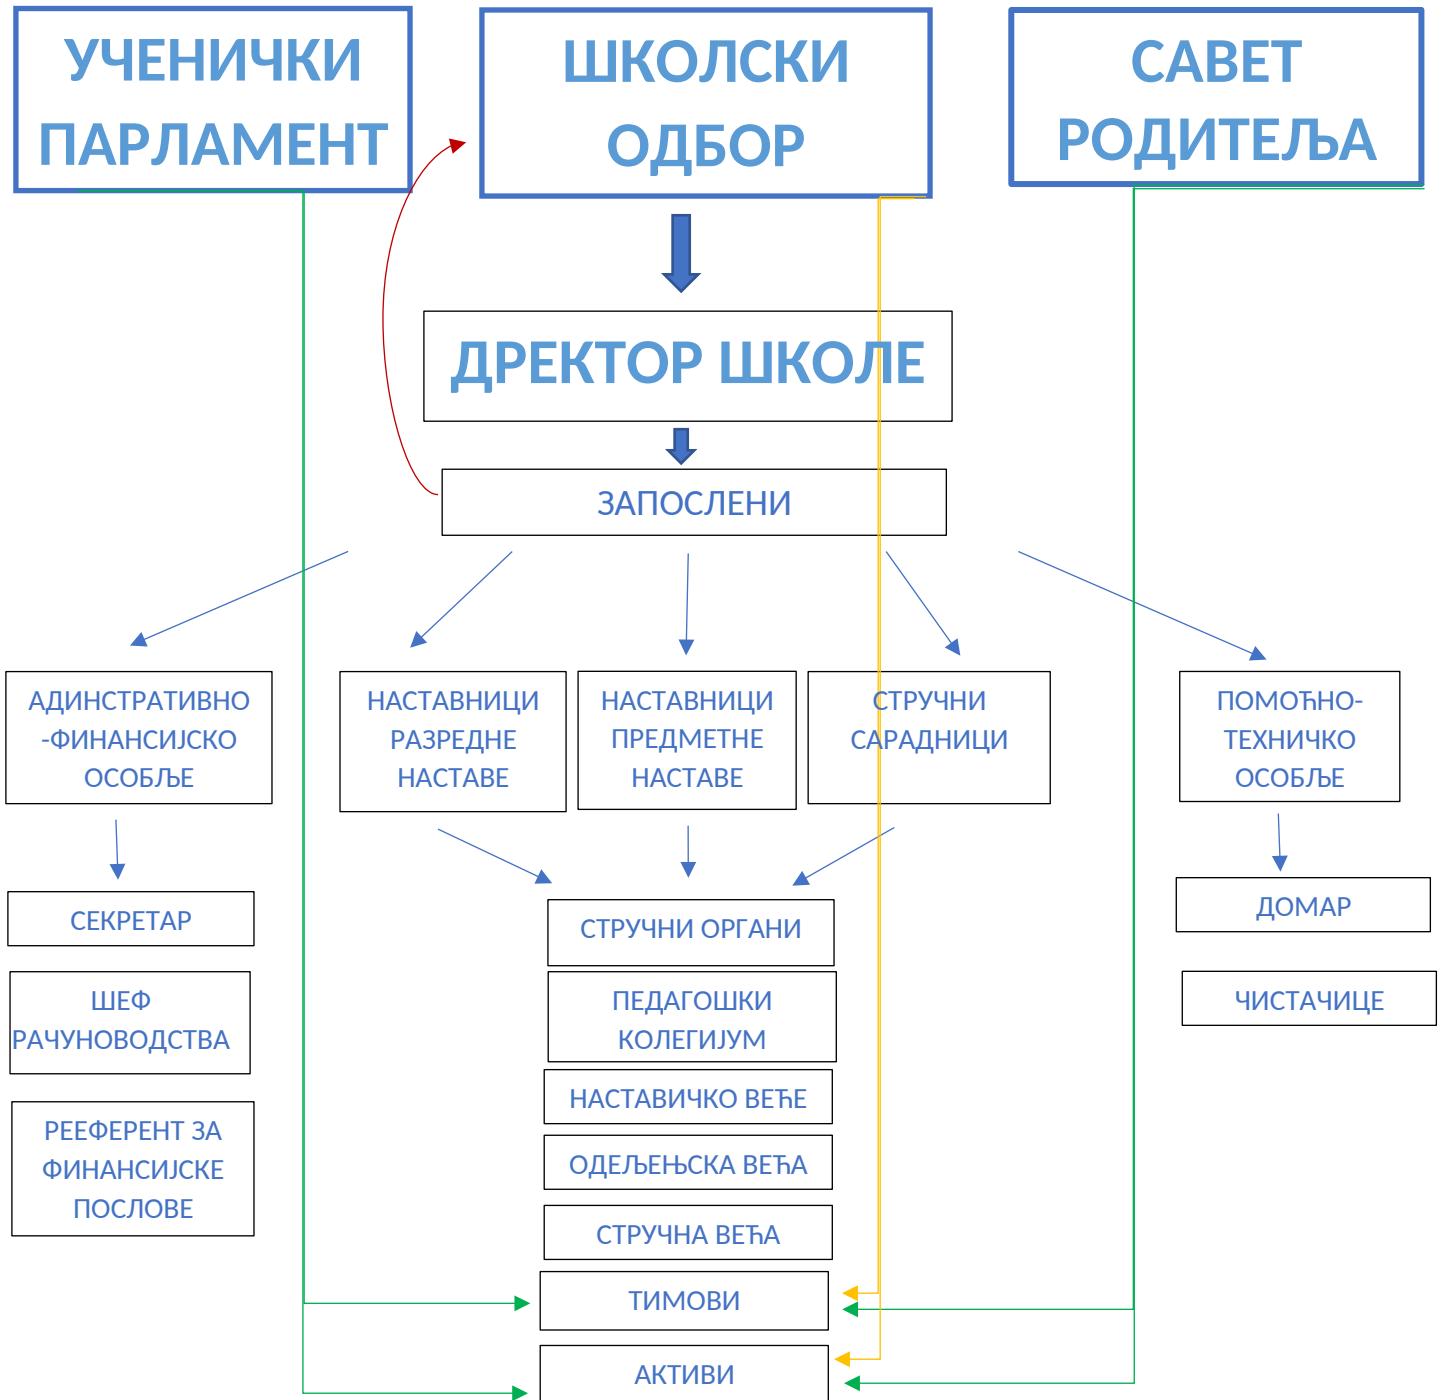 УЧЕНИЧКИ
ПАРЛАМЕНТ
ШКОЛСКИ
ОДБОР
САВЕТ
РОДИТЕЉА
ДРЕКТОР ШКОЛЕ
ЗАПОСЛЕНИ
АДИНСТРАТИВНО
-ФИНАНСИЈСКО
ОСОБЉЕ
НАСТАВНИЦИ
РАЗРЕДНЕ
НАСТАВЕ
НАСТАВНИЦИ
ПРЕДМЕТНЕ
НАСТАВЕ
СТРУЧНИ
САРАДНИЦИ
ПОМОЋНО-
ТЕХНИЧКО
ОСОБЉЕ
СЕКРЕТАР
ШЕФ
РАЧУНОВОДСТВА
РЕЕФЕРЕНТ ЗА
ФИНАНСИЈСКЕ
ПОСЛОВЕ
СТРУЧНИ ОРГАНИ
ПЕДАГОШКИ
КОЛЕГИЈУМ
НАСТАВИЧКО ВЕЋЕ
ОДЕЉЕЊСКА ВЕЋА
СТРУЧНА ВЕЋА
ТИМОВИ
АКТИВИ
ДОМАР
ЧИСТАЧИЦЕ